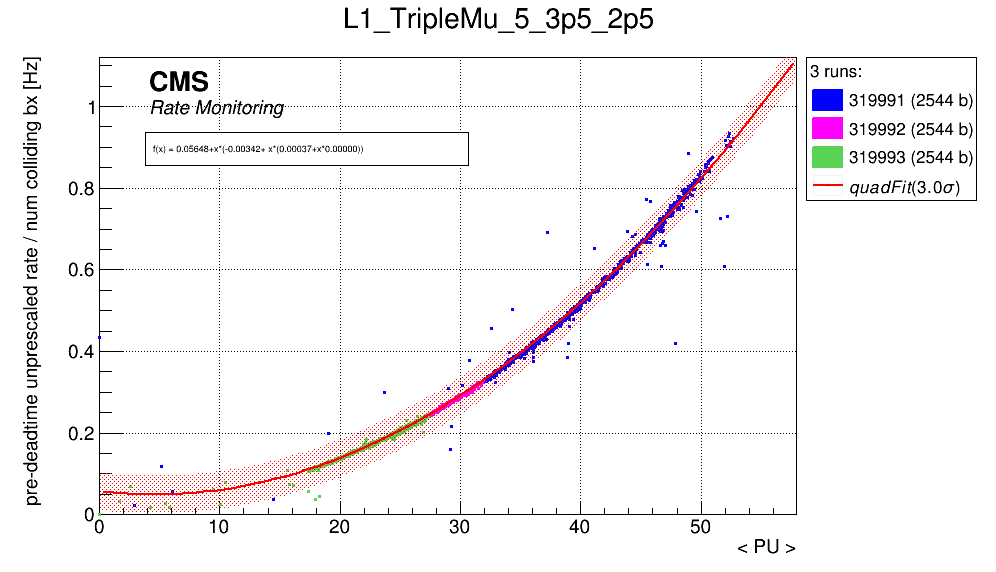 L1_TripleMu_5_3p5_2p5
pre-deadtime unprescaled rate / num colliding bx [Hz]
CMS
Rate Monitoring
f(x) = 0.05648+x*(-0.00342+ x*(0.00037+x*0.00000))
3 runs:
319991 (2544 b)
319992 (2544 b)
319993 (2544 b)
quadFit(3.0σ)
1
0.8
0.6
0.4
0.2
0
0 10 20 30 40 50
< PU >